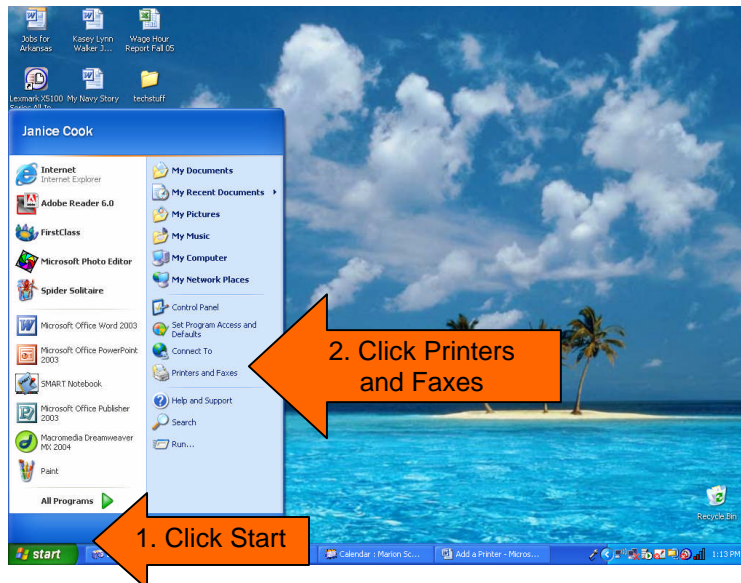 Jobs for
Arkansas
Kasey Lynn
Walker J...
Wage Hour
Report Fall 05
Lexmark X5100
Series All In
My Navy Story
techstuff
Janice Cook
Internet
Internet Explorer
Adobe Reader 6.0
FirstClass
Microsoft Photo Editor
Spider Solitaire
Microsoft Office Word 2003
Microsoft Office PowerPoint
2003
SMART Notebook
Microsoft Office Publisher
2003
Macromedia Dreamweaver
MX 2004
Paint
All Programs
My Documents
My Recent Documents
My Pictures
My Music
My Computer
My Network Places
Control Panel
Set Program Access and
Defaults
Connect To
Printers and Faxes
Help and Support
Search
Run...
2. Click Printers
and Faxes
1. Click Start
Recycle Bin
start
Calendar : Marion Sc...
Add a Printer - Micros...
1:13 PM